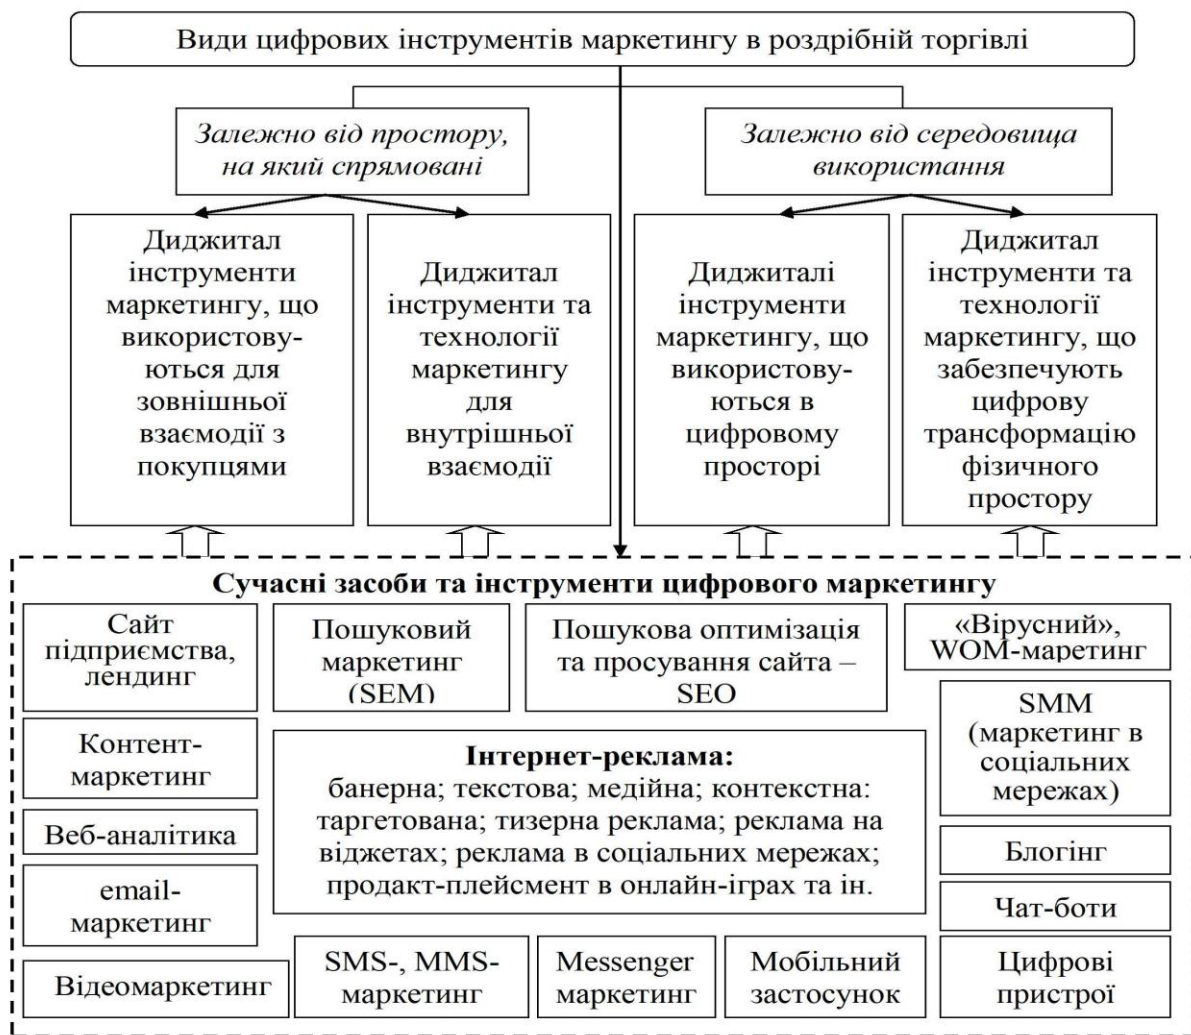 Види цифрових інструментів маркетингу в роздрібній торгівлі
Залежно від простору,
на який спрямовані
Залежно від середовища
використання
Диджитал
інструменти
маркетингу, що
використову-
ються для
зовнішньої
взаємодії з
покупцями
Диджитал
інструменти та
технології
маркетингу
для
внутрішньої
взаємодії
Диджиталі
інструменти
маркетингу, що
використову-
ються в
цифровому
просторі
Диджитал
інструменти та
технології
маркетингу, що
забезпечують
цифрову
трансформацію
фізичного
простору
Сучасні засоби та інструменти цифрового маркетингу
Сайт
підприємства,
лендинг
Пошуковий
маркетинг
(SEM)
Пошукова оптимізація
та просування сайта –
SEO
«Вірусний»,
WOM-маретинг
Контент-
маркетинг
Веб-аналітика
email-
маркетинг
Відеомаркетинг
Інтернет-реклама:
банерна; текстова; медійна; контекстна:
таргетована; тизерна реклама; реклама на
віджетах; реклама в соціальних мережах;
продакт-плейсмент в онлайн-іграх та ін.
SMM
(маркетинг в
соціальних
мережах)
Блогінг
Чат-боти
SMS-, MMS-
маркетинг
Messenger
маркетинг
Мобільний
застосунок
Цифрові
пристрої